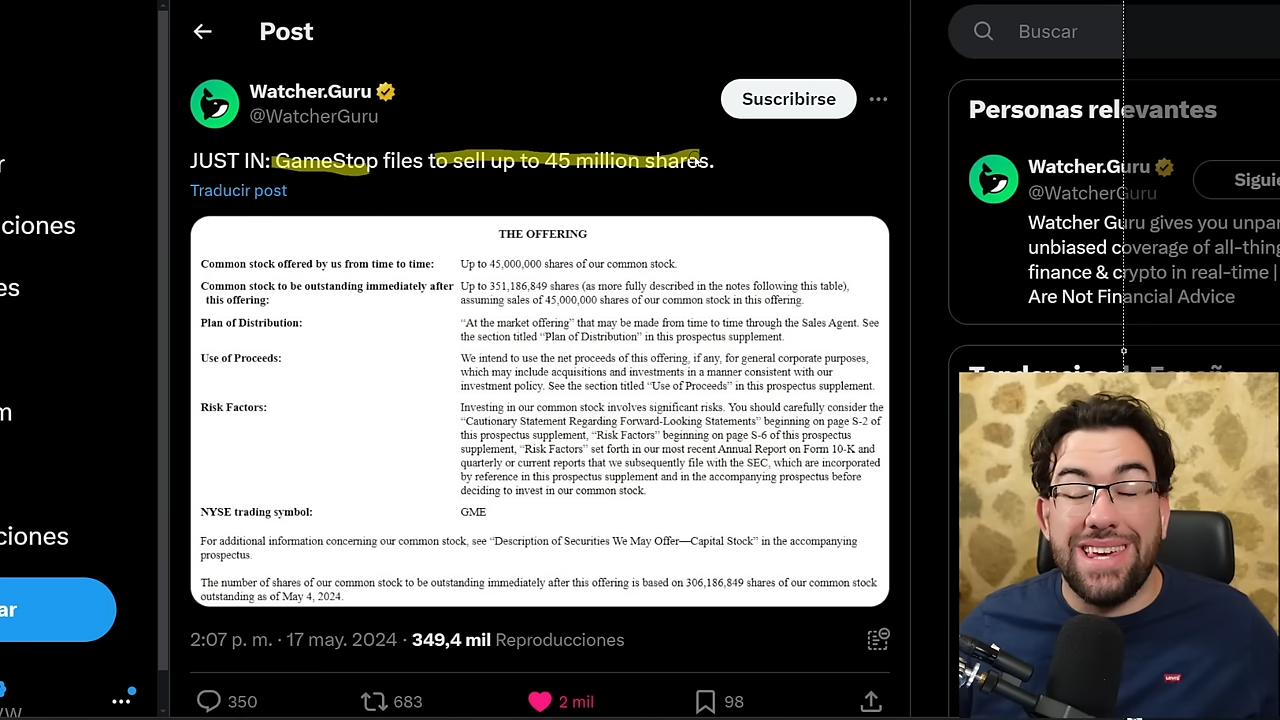 Post
Buscar
Watcher.Guru
@WatcherGuru
Suscribirse
JUST IN: GameStop files to sell up to 45 million shares.
Traducir post
THE OFFERING
Common stock offered by us from time to time: Up to 45,000,000 shares of our common stock.
Common stock to be outstanding immediately after this offering: Up to 351,186,849 shares (as more fully described in the notes following this table),
assuming sales of 45,000,000 shares of our common stock in this offering.
Plan of Distribution: “At the market offering” that may be made from time to time through the Sales Agent. See
the section titled “Plan of Distribution” in this prospectus supplement.
Use of Proceeds: We intend to use the net proceeds of this offering, if any, for general corporate purposes,
which may include acquisitions and investments in a manner consistent with our
investment policy. See the section titled “Use of Proceeds” in this prospectus supplement.
Risk Factors: Investing in our common stock involves significant risks. You should carefully consider the
“Cautionary Statement Regarding Forward-Looking Statements” beginning on page S-2 of
this prospectus supplement, “Risk Factors” beginning on page S-6 of this prospectus
supplement, “Risk Factors” set forth in our most recent Annual Report on Form 10-K and
quarterly or current reports that we subsequently file with the SEC, which are incorporated
by reference in this prospectus supplement and in the accompanying prospectus before
deciding to invest in our common stock.
NYSE trading symbol: GME
For additional information concerning our common stock, see “Description of Securities We May Offer—Capital Stock” in the accompanying
prospectus.
The number of shares of our common stock to be outstanding immediately after this offering is based on 306,186,849 shares of our common stock
outstanding as of May 4, 2024.
2:07 p. m. · 17 may. 2024 · 349,4 mil Reproducciones
350 683 2 mil 98
Personas relevantes
Watcher.Guru
@WatcherGuru
Siguie
Watcher Guru gives you unpar
unbiased coverage of all-thing
finance & crypto in real-time |
Are Not Financial Advice
Tendencias de España
r
ciones
es
m
ciones
ar
Levi's